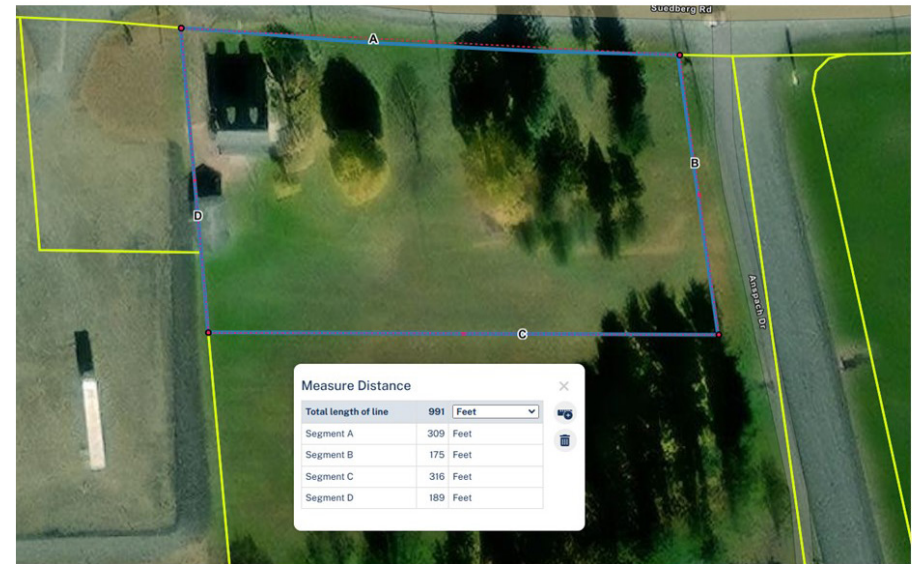 Suedberg Rd
A
B
D
Anspach Dr
C
Measure Distance
Total length of line 991 Feet
Segment A 309 Feet
Segment B 175 Feet
Segment C 316 Feet
Segment D 189 Feet